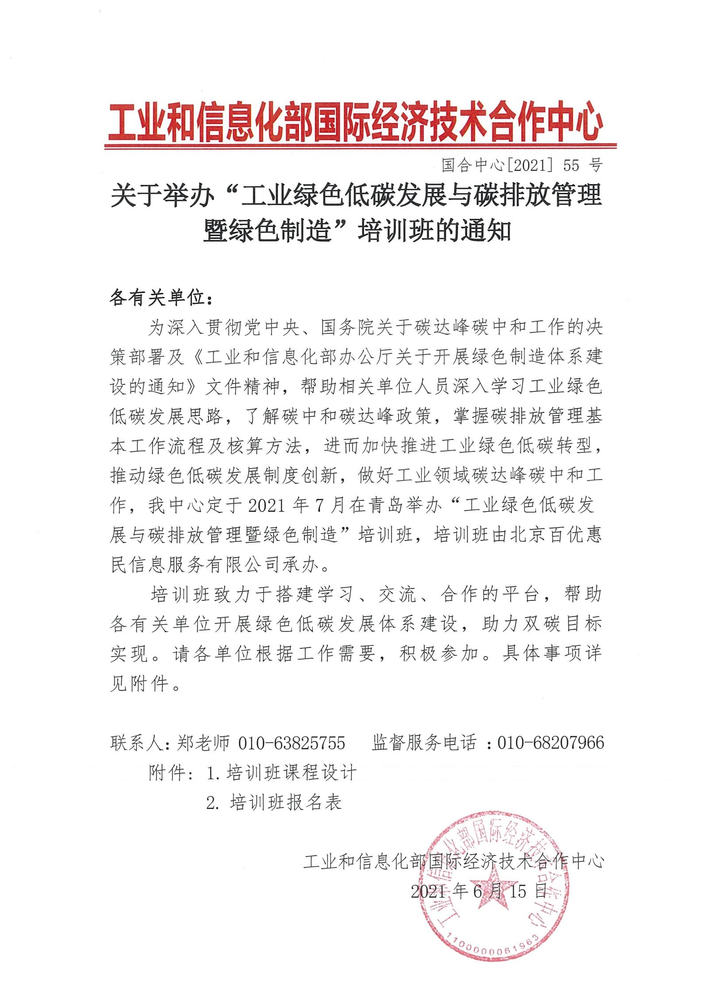 工业和信息化部国际经济技术合作中心
国合中心[2021] 55 号
关于举办“工业绿色低碳发展与碳排放管理
暨绿色制造”培训班的通知
各有关单位：
为深入贯彻党中央、国务院关于碳达峰碳中和工作的决
策部署及《工业和信息化部办公厅关于开展绿色制造体系建
设的通知》文件精神，帮助相关单位人员深入学习工业绿色
低碳发展思路，了解碳中和碳达峰政策，掌握碳排放管理基
本工作流程及核算方法，进而加快推进工业绿色低碳转型，
推动绿色低碳发展制度创新，做好工业领域碳达峰碳中和工
作，我中心定于 2021 年 7 月在青岛举办“工业绿色低碳发
展与碳排放管理暨绿色制造”培训班，培训班由北京百优惠
民信息服务有限公司承办。
培训班致力于搭建学习、交流、合作的平台，帮助
各有关单位开展绿色低碳发展体系建设，助力双碳目标
实现。请各单位根据工作需要，积极参加。具体事项详
见附件。
联系人：郑老师 010-63825755 监督服务电话：010-68207966
附件：1. 培训班课程设计
2. 培训班报名表
工业和信息化部国际经济技术合作中心
2021 年 6 月 15 日
工业和信息化部国际经济技术合作中心
1100000061963